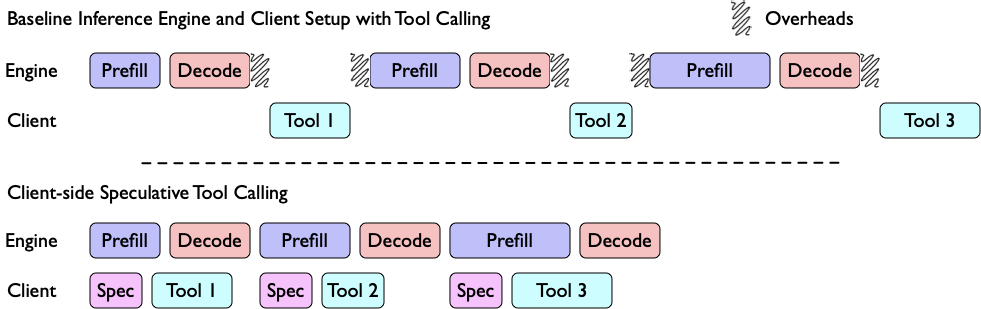 Baseline Inference Engine and Client Setup with Tool Calling
Overheads
Engine Prefill Decode Prefill Decode Prefill Decode
Client Tool 1 Tool 2 Tool 3
Client-side Speculative Tool Calling
Engine Prefill Decode Prefill Decode Prefill Decode
Client Spec Tool 1 Spec Tool 2 Spec Tool 3